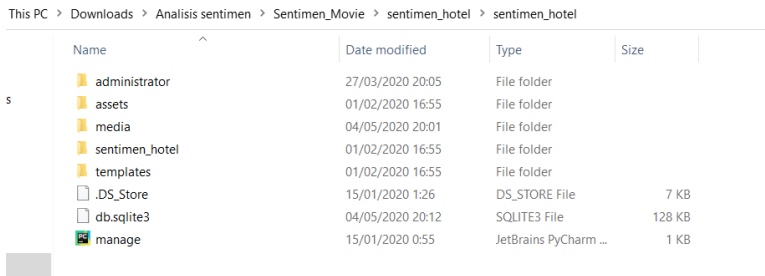 This PC > Downloads > Analisis sentimen > Sentimen_Movie > sentimen_hotel > sentimen_hotel
Name Date modified Type Size
administrator 27/03/2020 20:05 File folder
s assets 01/02/2020 16:55 File folder
media 04/05/2020 20:01 File folder
sentimen_hotel 01/02/2020 16:55 File folder
templates 01/02/2020 16:55 File folder
.DS_Store 15/01/2020 1:26 DS_STORE File 7 KB
db.sqlite3 04/05/2020 20:12 SQLITE3 File 128 KB
manage 15/01/2020 0:55 JetBrains PyCharm ... 1 KB